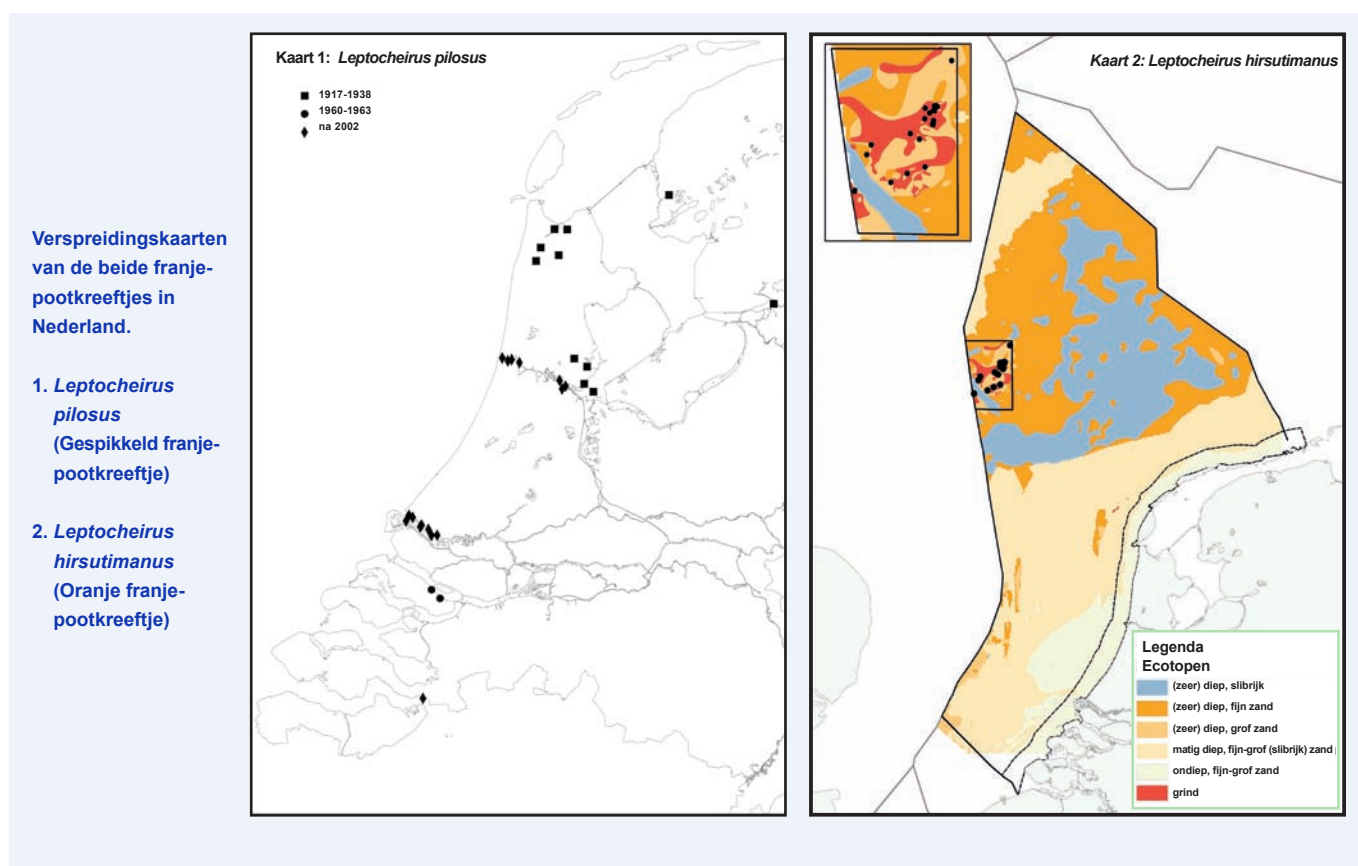 Verspreidingskaarten
van de beide franje-
pootkreeftjes in
Nederland.
1. Leptocheirus
pilosus
(Gespikkeld franje-
pootkreeftje)
2. Leptocheirus
hirsutimanus
(Oranje franje-
pootkreeftje)
Kaart 1: Leptocheirus pilosus
1917-1938
1960-1963
na 2002
Kaart 2: Leptocheirus hirsutimanus
Legenda
Ecotopen
(zeer) diep, slibrijk
(zeer) diep, fijn zand
(zeer) diep, grof zand
matig diep, fijn-grof (slibrijk) zand
ondiep, fijn-grof zand
grind